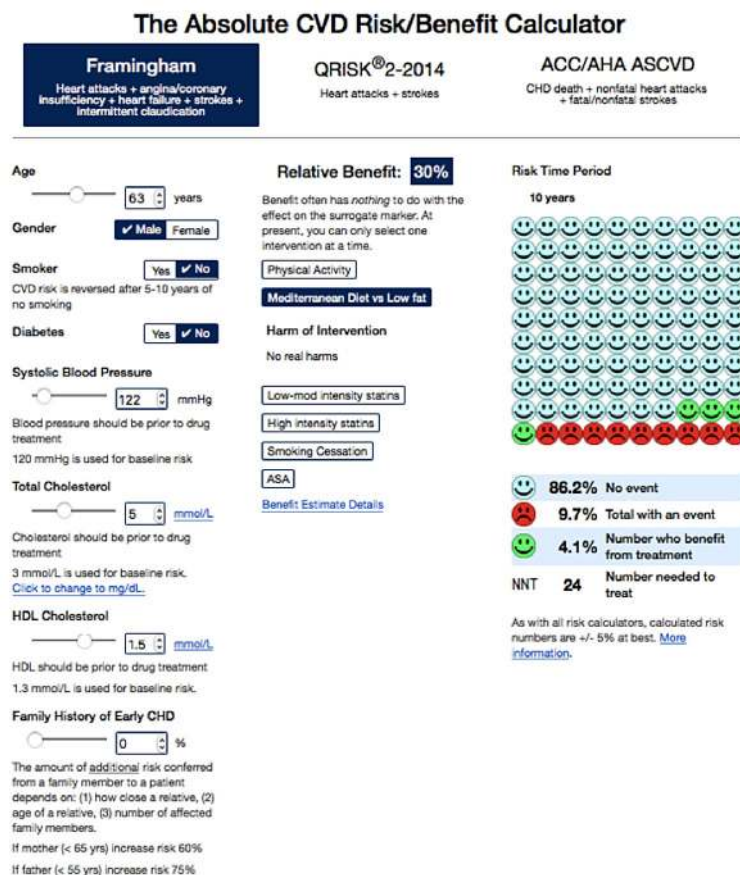 The Absolute CVD Risk/Benefit Calculator
Framingham
Heart attacks + angina/coronary
insufficiency + heart failure + strokes +
intermittent claudication
QRISK®2-2014
Heart attacks + strokes
ACC/AHA ASCVD
CHD death + nonfatal heart attacks
+ fatal/nonfatal strokes
Age
63 years
Gender
✔ Male Female
Smoker
Yes ✔ No
CVD risk is reversed after 5-10 years of
no smoking
Diabetes
Yes ✔ No
Systolic Blood Pressure
122 mmHg
Blood pressure should be prior to drug
treatment
120 mmHg is used for baseline risk
Total Cholesterol
5 mmol/L
Cholesterol should be prior to drug
treatment
3 mmol/L is used for baseline risk.
Click to change to mg/dL.
HDL Cholesterol
1.5 mmol/L
HDL should be prior to drug treatment
1.3 mmol/L is used for baseline risk.
Family History of Early CHD
0 %
The amount of additional risk conferred
from a family member to a patient
depends on: (1) how close a relative, (2)
age of a relative, (3) number of affected
family members.
If mother (< 65 yrs) increase risk 60%
If father (< 55 yrs) increase risk 75%
Relative Benefit: 30%
Benefit often has nothing to do with the
effect on the surrogate marker. At
present, you can only select one
intervention at a time.
Physical Activity
Mediterranean Diet vs Low fat
Harm of Intervention
No real harms
Low-mod intensity statins
High intensity statins
Smoking Cessation
ASA
Benefit Estimate Details
Risk Time Period
10 years
86.2% No event
9.7% Total with an event
4.1% Number who benefit
from treatment
NNT 24 Number needed to
treat
As with all risk calculators, calculated risk
numbers are +/- 5% at best. More
information.